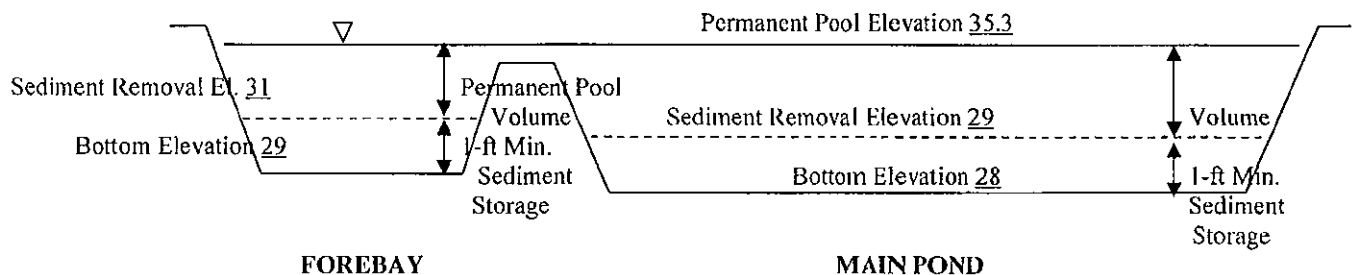 Permanent Pool Elevation 35.3
Sediment Removal El. 31
Permanent Pool
Volume
Sediment Removal Elevation 29
Volume
Bottom Elevation 29
1-ft Min.
Sediment
Storage
Bottom Elevation 28
1-ft Min.
Sediment
Storage
FOREBAY
MAIN POND